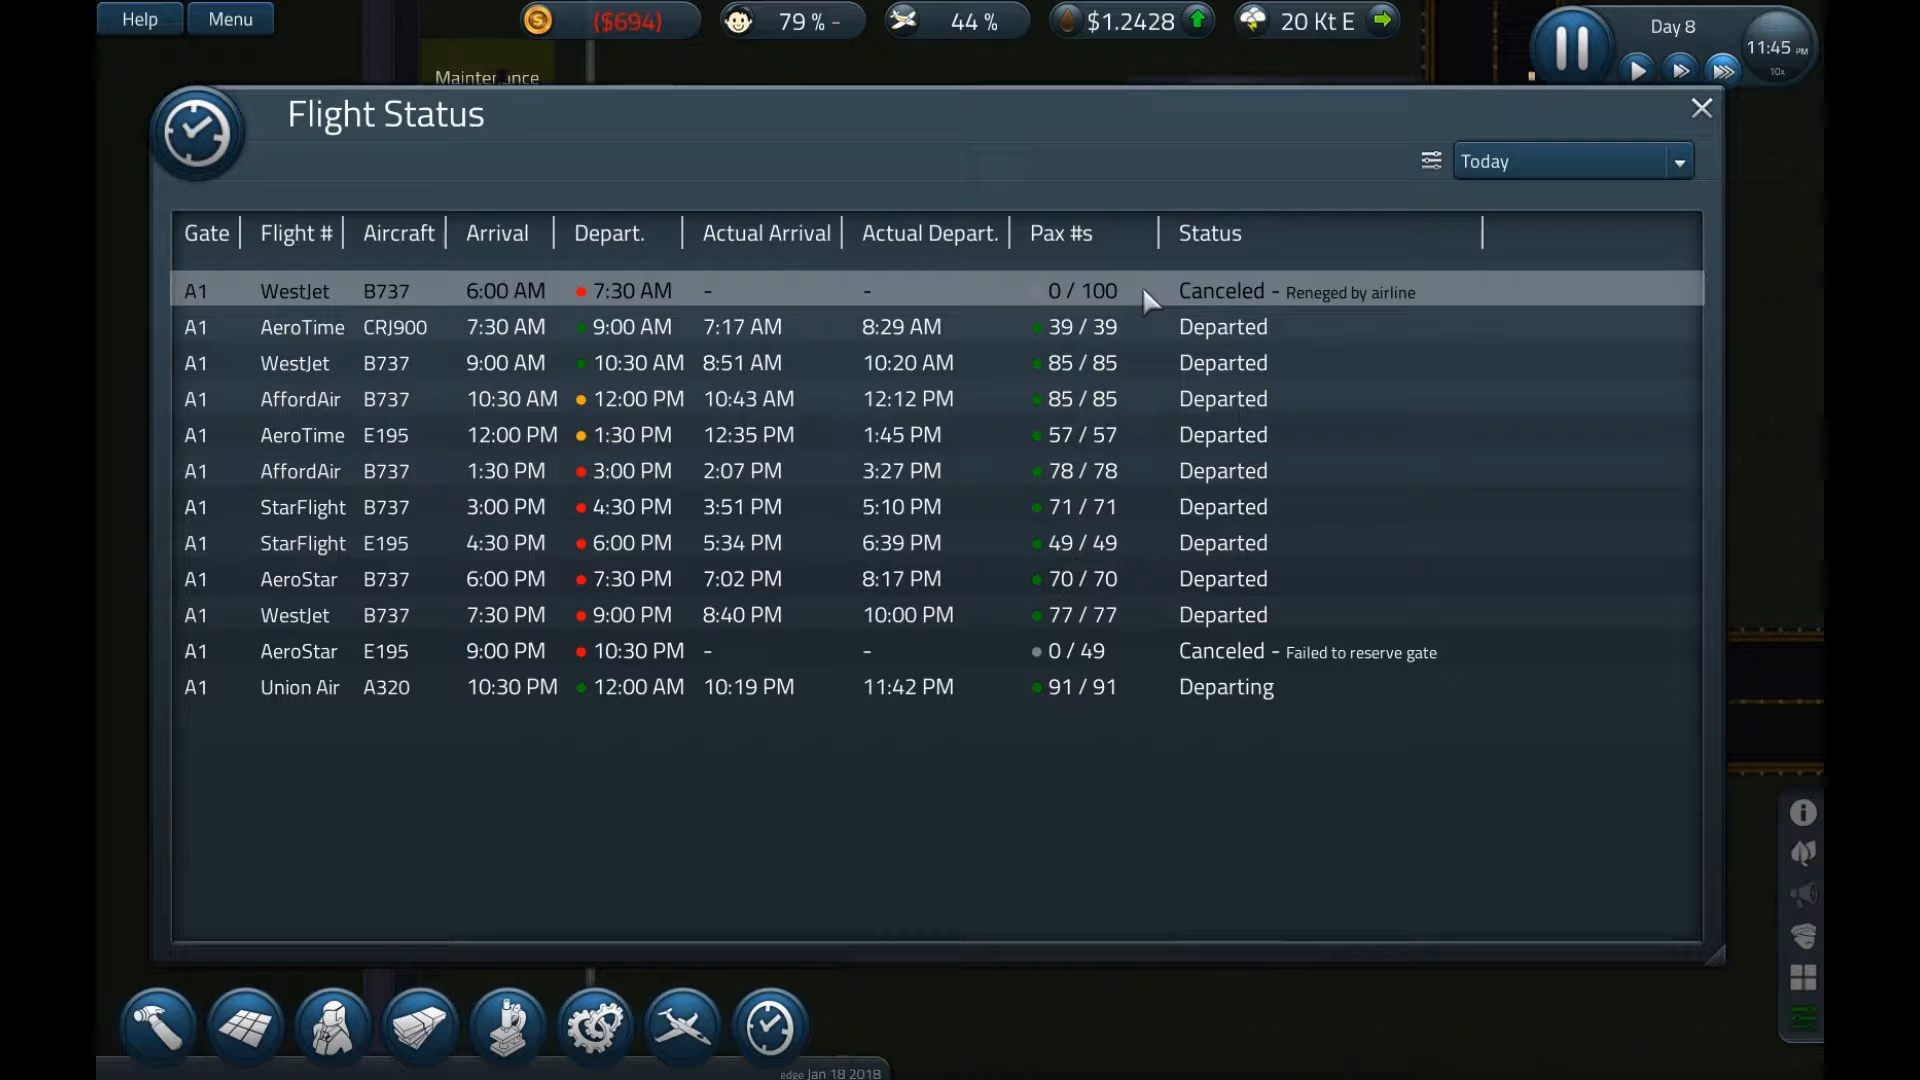 Help Menu ($694) 79 % - 44 % $1.2428 20 Kt E Day 8 11:45 PM 10x
Maintenance
Flight Status
Today
Gate Flight # Aircraft Arrival Depart. Actual Arrival Actual Depart. Pax #s Status
A1 WestJet B737 6:00 AM 7:30 AM - - 0 / 100 Canceled - Reneged by airline
A1 AeroTime CRJ900 7:30 AM 9:00 AM 7:17 AM 8:29 AM 39 / 39 Departed
A1 WestJet B737 9:00 AM 10:30 AM 8:51 AM 10:20 AM 85 / 85 Departed
A1 AffordAir B737 10:30 AM 12:00 PM 10:43 AM 12:12 PM 85 / 85 Departed
A1 AeroTime E195 12:00 PM 1:30 PM 12:35 PM 1:45 PM 57 / 57 Departed
A1 AffordAir B737 1:30 PM 3:00 PM 2:07 PM 3:27 PM 78 / 78 Departed
A1 StarFlight B737 3:00 PM 4:30 PM 3:51 PM 5:10 PM 71 / 71 Departed
A1 StarFlight E195 4:30 PM 6:00 PM 5:34 PM 6:39 PM 49 / 49 Departed
A1 AeroStar B737 6:00 PM 7:30 PM 7:02 PM 8:17 PM 70 / 70 Departed
A1 WestJet B737 7:30 PM 9:00 PM 8:40 PM 10:00 PM 77 / 77 Departed
A1 AeroStar E195 9:00 PM 10:30 PM - - 0 / 49 Canceled - Failed to reserve gate
A1 Union Air A320 10:30 PM 12:00 AM 10:19 PM 11:42 PM 91 / 91 Departing
edge Jan 18 2018